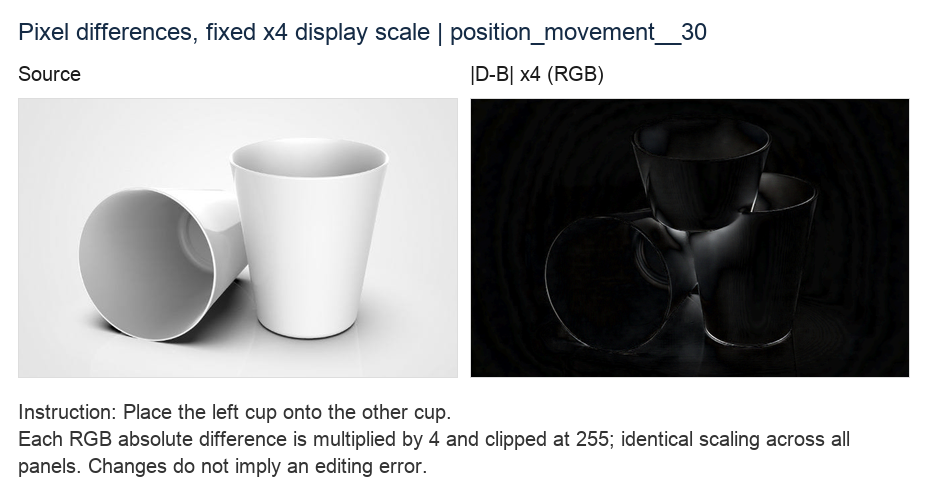 Pixel differences, fixed x4 display scale | position_movement__30
Source
|D-B| x4 (RGB)
Instruction: Place the left cup onto the other cup.
Each RGB absolute difference is multiplied by 4 and clipped at 255; identical scaling across all
panels. Changes do not imply an editing error.